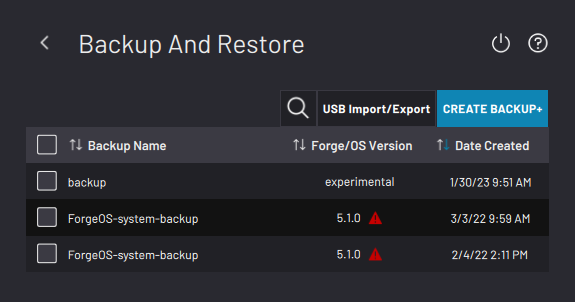 Backup And Restore
USB Import/Export CREATE BACKUP+
Backup Name Forge/OS Version Date Created
backup experimental 1/30/23 9:51 AM
ForgeOS-system-backup 5.1.0 3/3/22 9:59 AM
ForgeOS-system-backup 5.1.0 2/4/22 2:11 PM